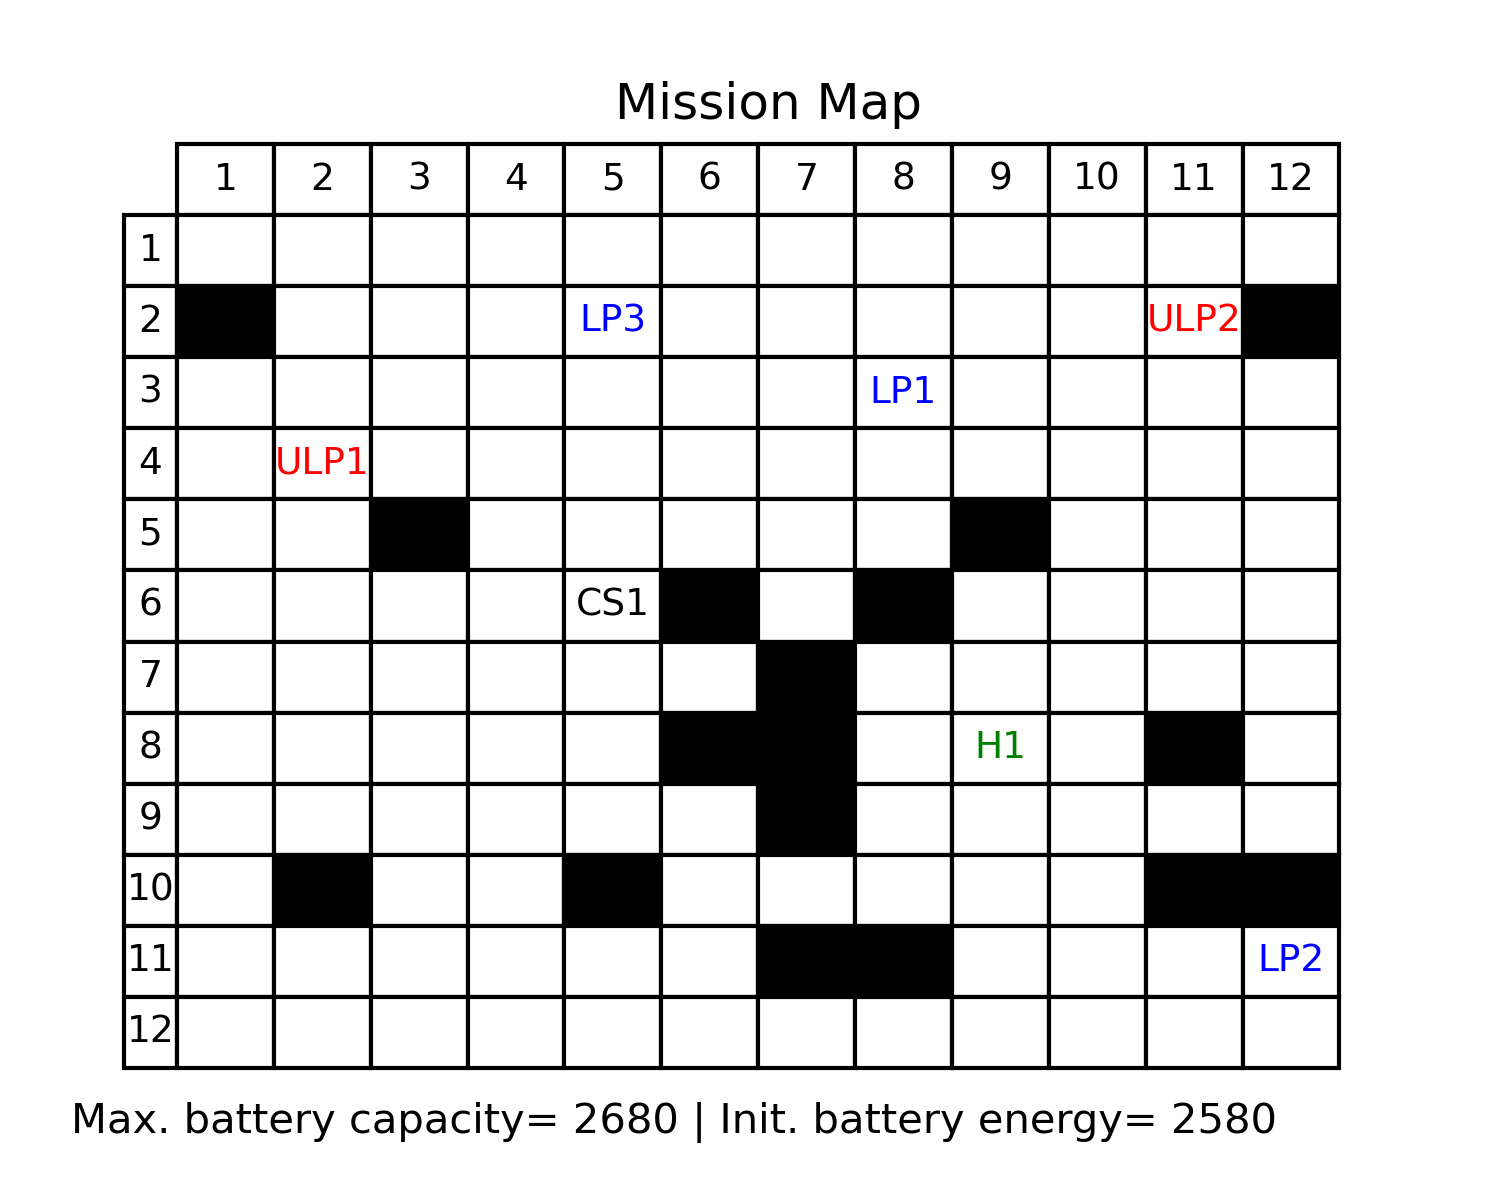 Mission Map
1 2 3 4 5 6 7 8 9 10 11 12
1
2 LP3 ULP2
3 LP1
4 ULP1
5
6 CS1
7
8 H1
9
10
11 LP2
12
Max. battery capacity= 2680 | Init. battery energy= 2580